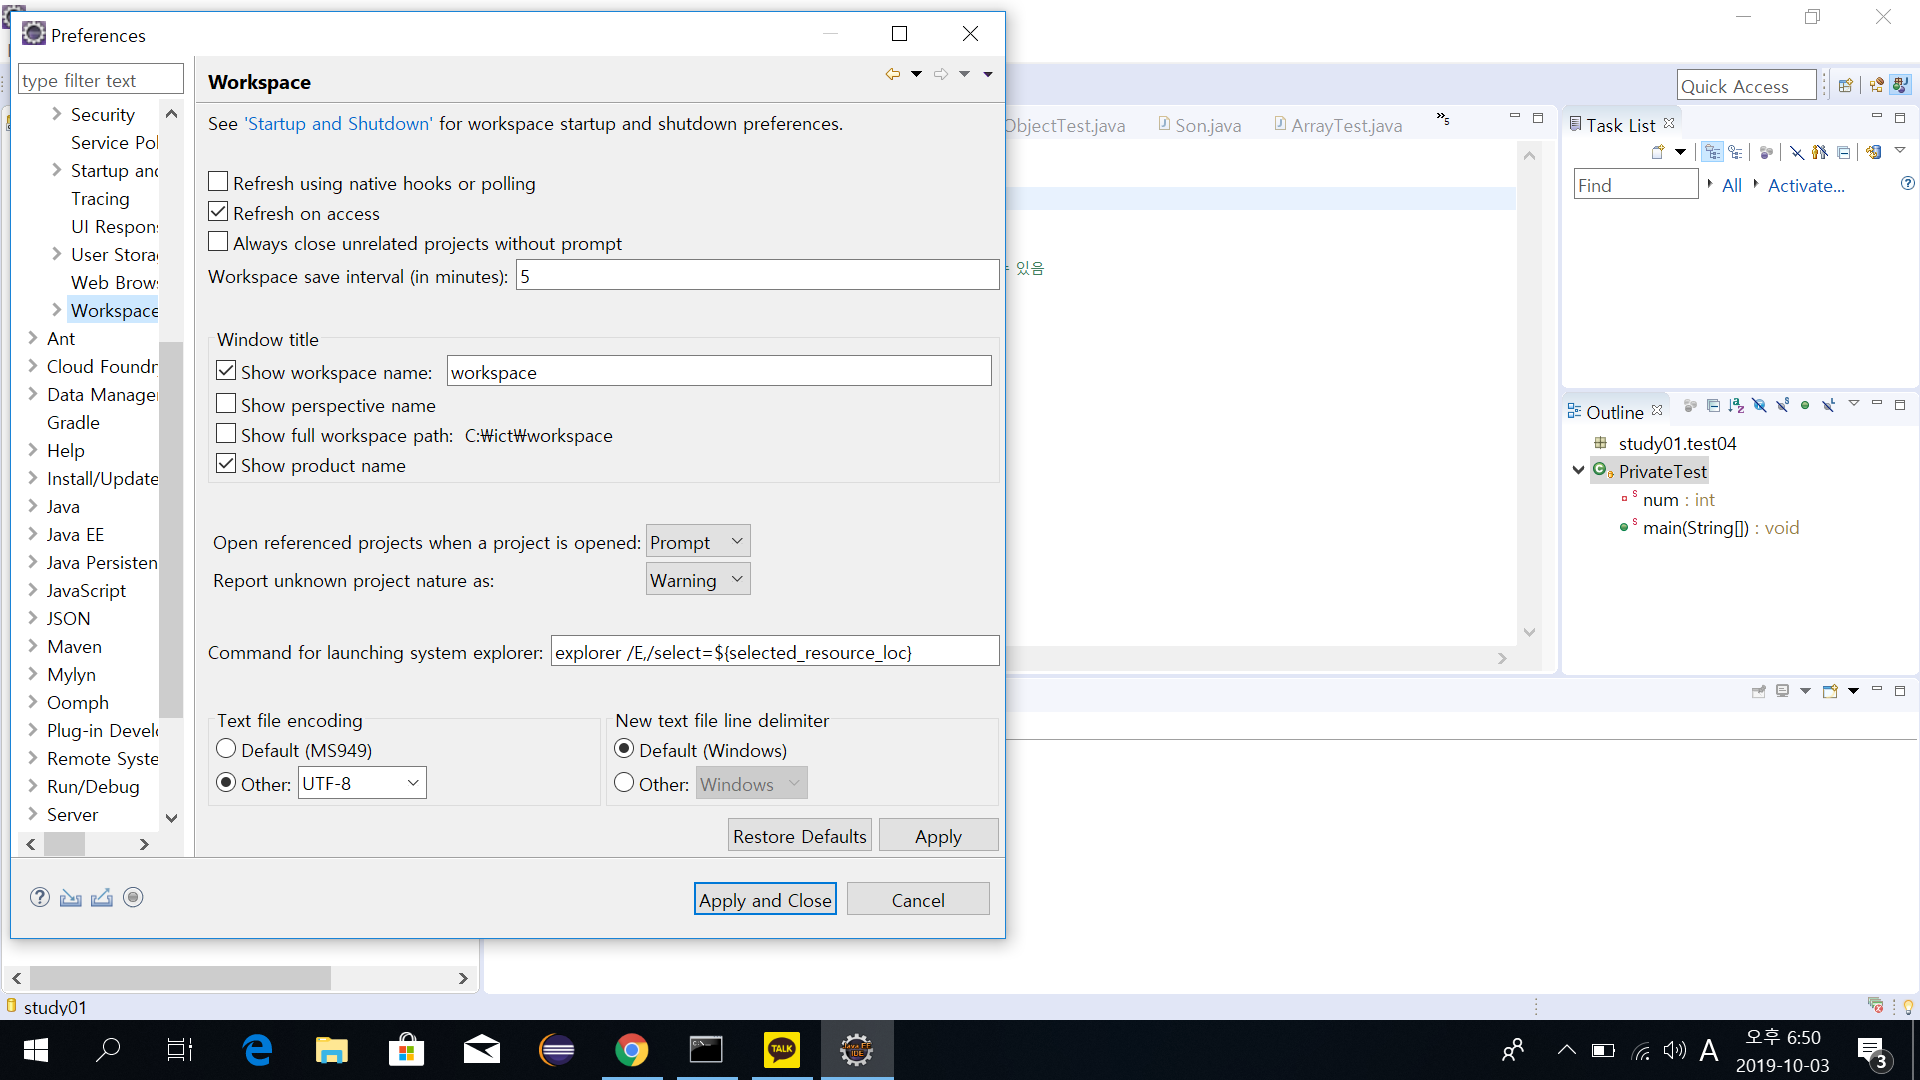 Preferences
type filter text
Security
Service Pol
Startup and
Tracing
UI Respons
User Stora
Web Brows
Workspace
Ant
Cloud Foundr
Data Manage
Gradle
Help
Install/Update
Java
Java EE
Java Persisten
JavaScript
JSON
Maven
Mylyn
Oomph
Plug-in Devel
Remote Syste
Run/Debug
Server
Workspace
See 'Startup and Shutdown' for workspace startup and shutdown preferences.
Refresh using native hooks or polling
Refresh on access
Always close unrelated projects without prompt
Workspace save interval (in minutes): 5
Window title
Show workspace name: workspace
Show perspective name
Show full workspace path: C:₩ict₩workspace
Show product name
Open referenced projects when a project is opened: Prompt
Report unknown project nature as: Warning
Command for launching system explorer: explorer /E,/select=${selected_resource_loc}
Text file encoding
Default (MS949)
Other: UTF-8
New text file line delimiter
Default (Windows)
Other: Windows
Restore Defaults
Apply
Apply and Close
Cancel
ObjectTest.java
Son.java
ArrayTest.java
»5
있음
Quick Access
Task List
Find
All
Activate...
Outline
study01.test04
PrivateTest
num : int
main(String[]) : void
study01
TALK
A
오후 6:50
2019-10-03
3